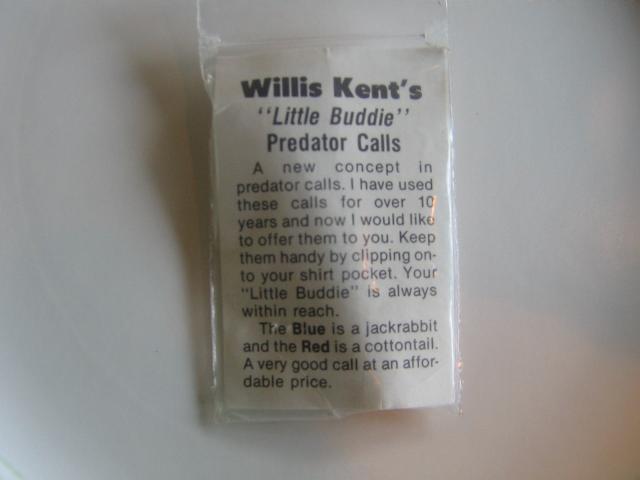 Willis Kent's
"Little Buddie"
Predator Calls
A new concept in
predator calls. I have used
these calls for over 10
years and now I would like
to offer them to you. Keep
them handy by clipping on-
to your shirt pocket. Your
"Little Buddie" is always
within reach.
The Blue is a jackrabbit
and the Red is a cottontail.
A very good call at an affor-
dable price.